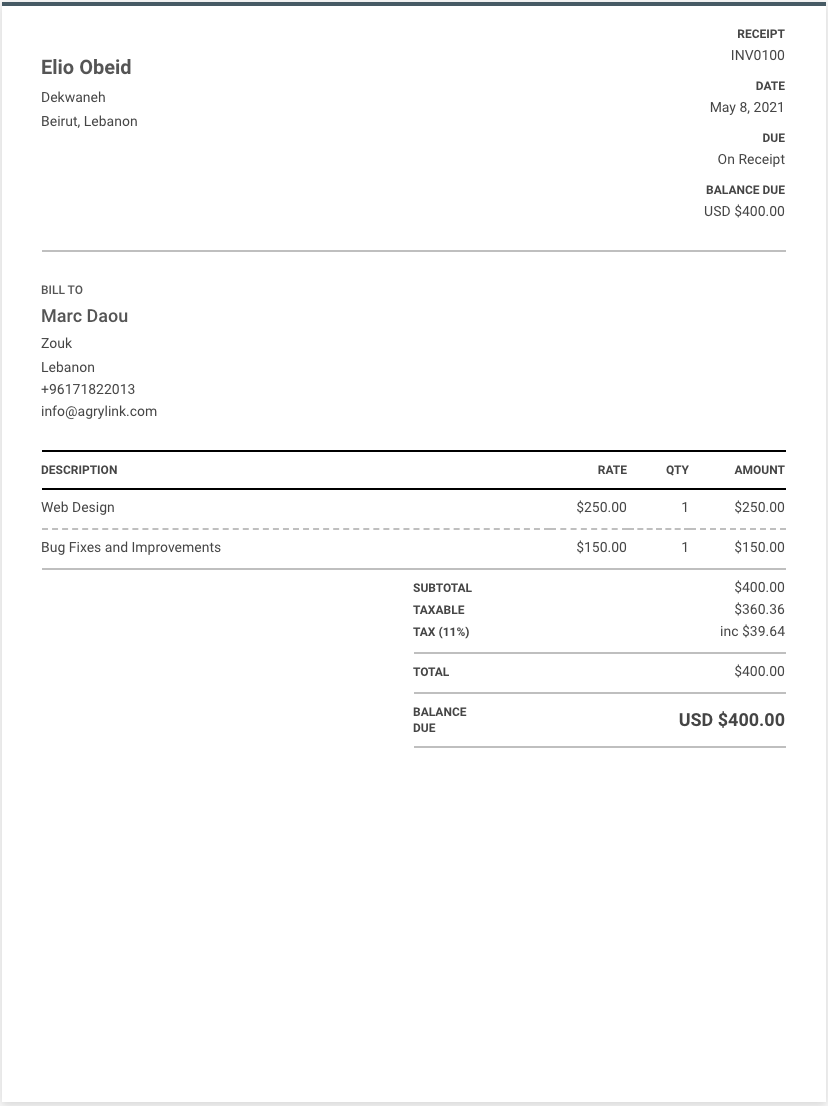 RECEIPT
INV0100
Elio Obeid
DATE
Dekwaneh
May 8, 2021
Beirut, Lebanon
DUE
On Receipt
BALANCE DUE
USD $400.00
BILL TO
Marc Daou
Zouk
Lebanon
+96171822013
info@agrylink.com
DESCRIPTION RATE QTY AMOUNT
Web Design $250.00 1 $250.00
Bug Fixes and Improvements $150.00 1 $150.00
SUBTOTAL $400.00
TAXABLE $360.36
TAX (11%) inc $39.64
TOTAL $400.00
BALANCE
DUE USD $400.00